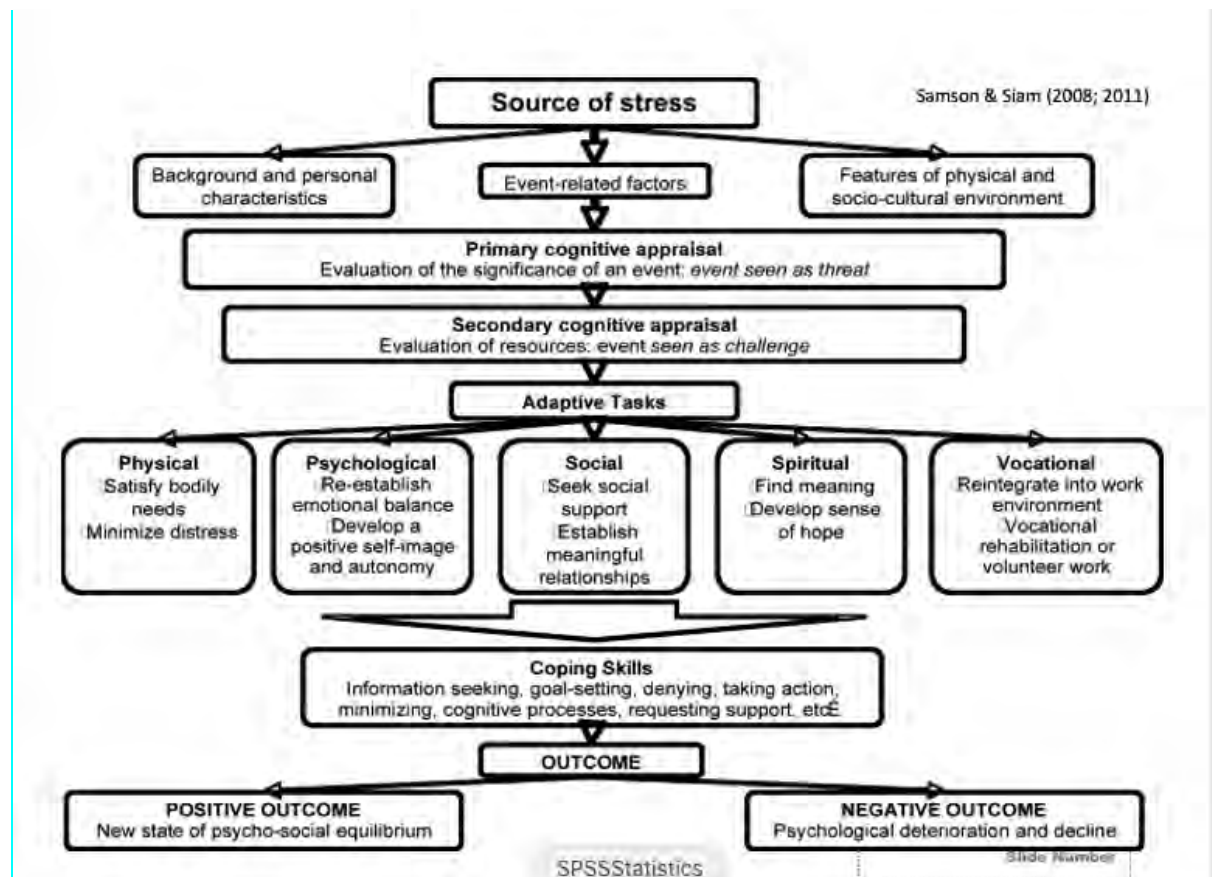 Samson & Siam (2008; 2011)
Source of stress
Background and personal
characteristics
Event-related factors
Features of physical and
socio-cultural environment
Primary cognitive appraisal
Evaluation of the significance of an event: event seen as threat
Secondary cognitive appraisal
Evaluation of resources: event seen as challenge
Adaptive Tasks
Physical
Satisfy bodily
needs
Minimize distress
Psychological
Re-establish
emotional balance
Develop a
positive self-image
and autonomy
Social
Seek social
support
Establish
meaningful
relationships
Spiritual
Find meaning
Develop sense
of hope
Vocational
Reintegrate into work
environment
Vocational
rehabilitation or
volunteer work
Coping Skills
Information seeking, goal-setting, denying, taking action,
minimizing, cognitive processes, requesting support, etcÉ
OUTCOME
POSITIVE OUTCOME
New state of psycho-social equilibrium
NEGATIVE OUTCOME
Psychological deterioration and decline
SPSSStatistics
Slide Number